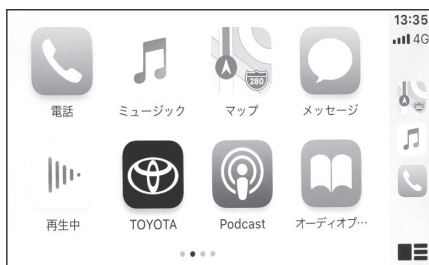 13:35
4G
280
電話
ミュージック
マップ
メッセージ
再生中
TOYOTA
Podcast
オーディオブ…